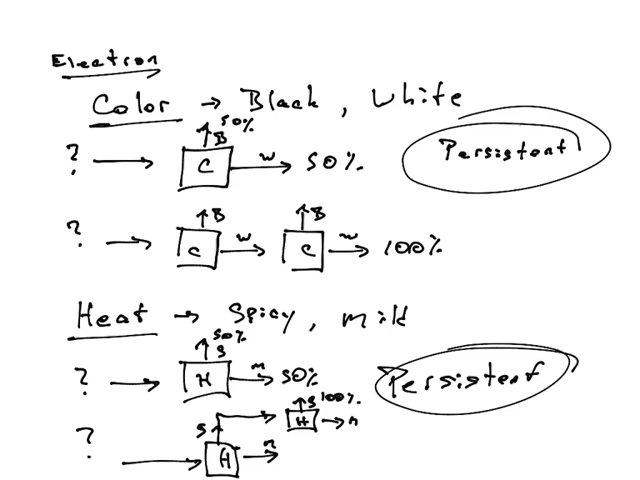 Electron
Color → Black, White
50%
? → C B w → 50% Persistent
? → C B w → C B w → 100%
Heat → Spicy, mild
50%
? → H S m → 50% Persistent
S 100%
? → H S m → H m